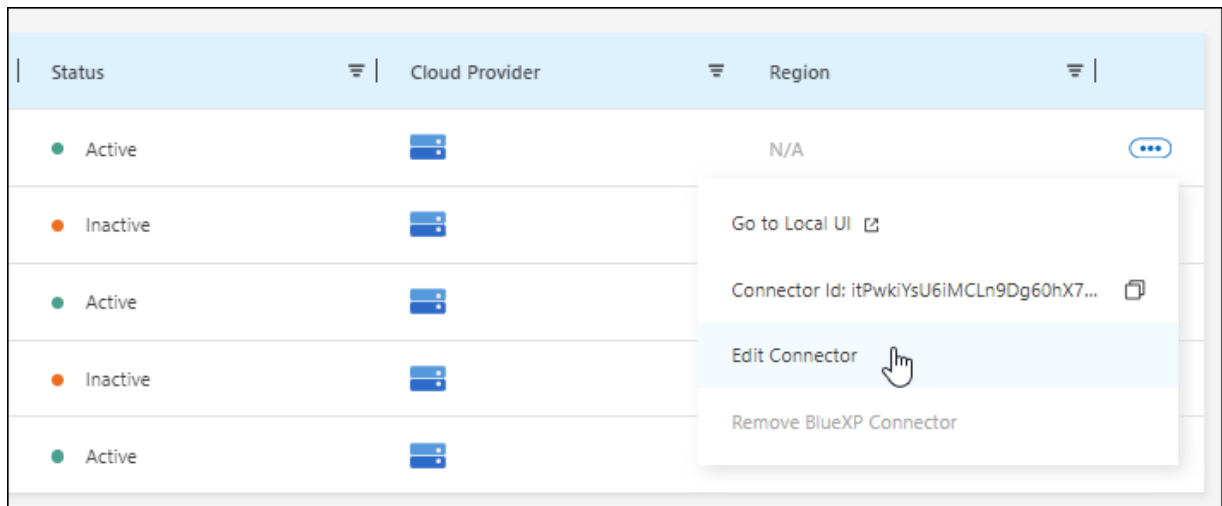 Status Cloud Provider Region
Active N/A
Inactive
Go to Local UI
Active
Connector Id: itPwkiYsU6iMCLn9Dg60hX7...
Edit Connector
Inactive
Remove BlueXP Connector
Active